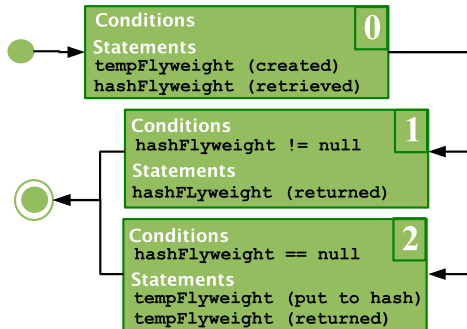 Conditions
0
Statements
tempFlyweight (created)
hashFlyweight (retrieved)
Conditions
1
hashFlyweight != null
Statements
hashFLyweight (returned)
Conditions
2
hashFlyweight == null
Statements
tempFlyweight (put to hash)
tempFlyweight (returned)